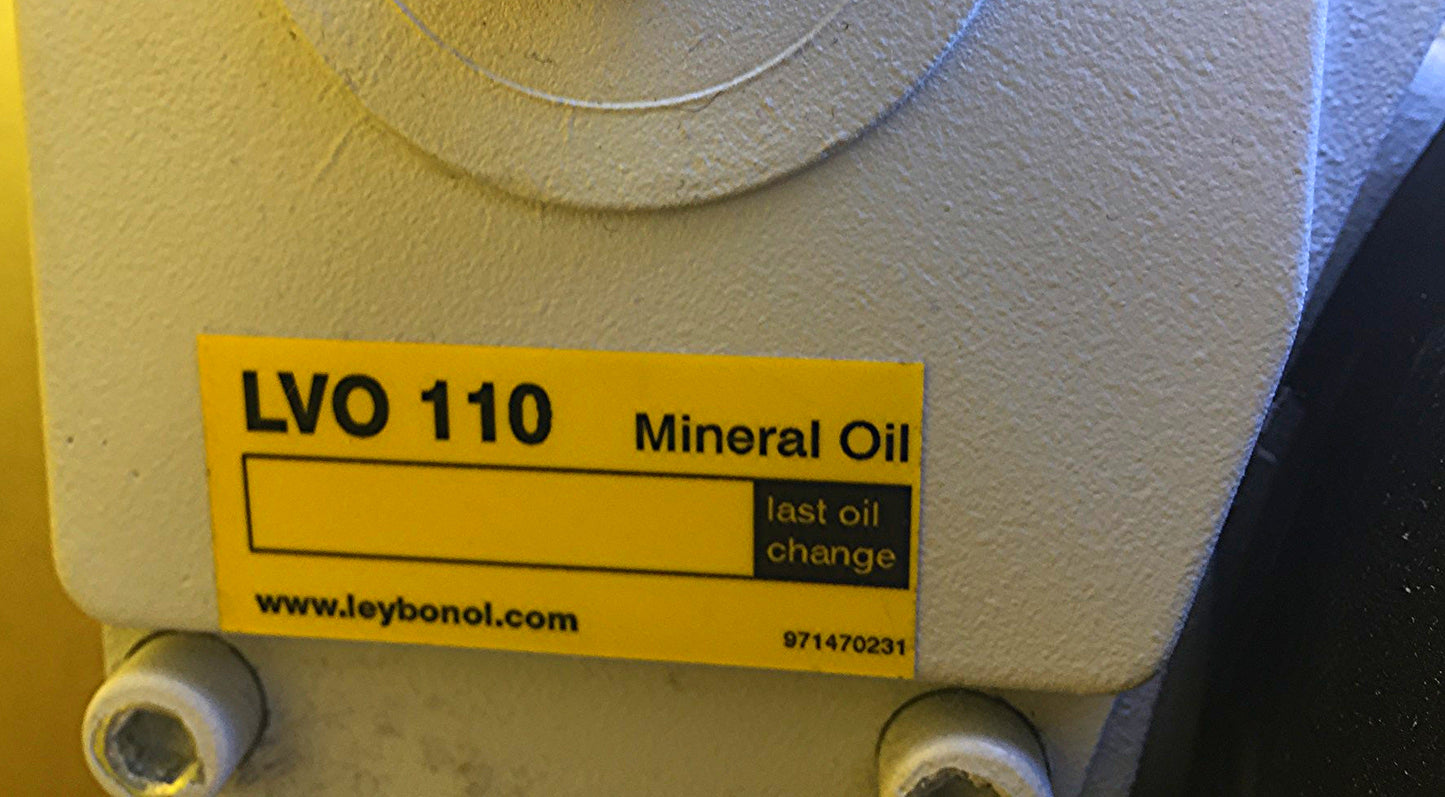 LVO 110 Mineral Oil
last oil
change
www.leybonol.com
971470231